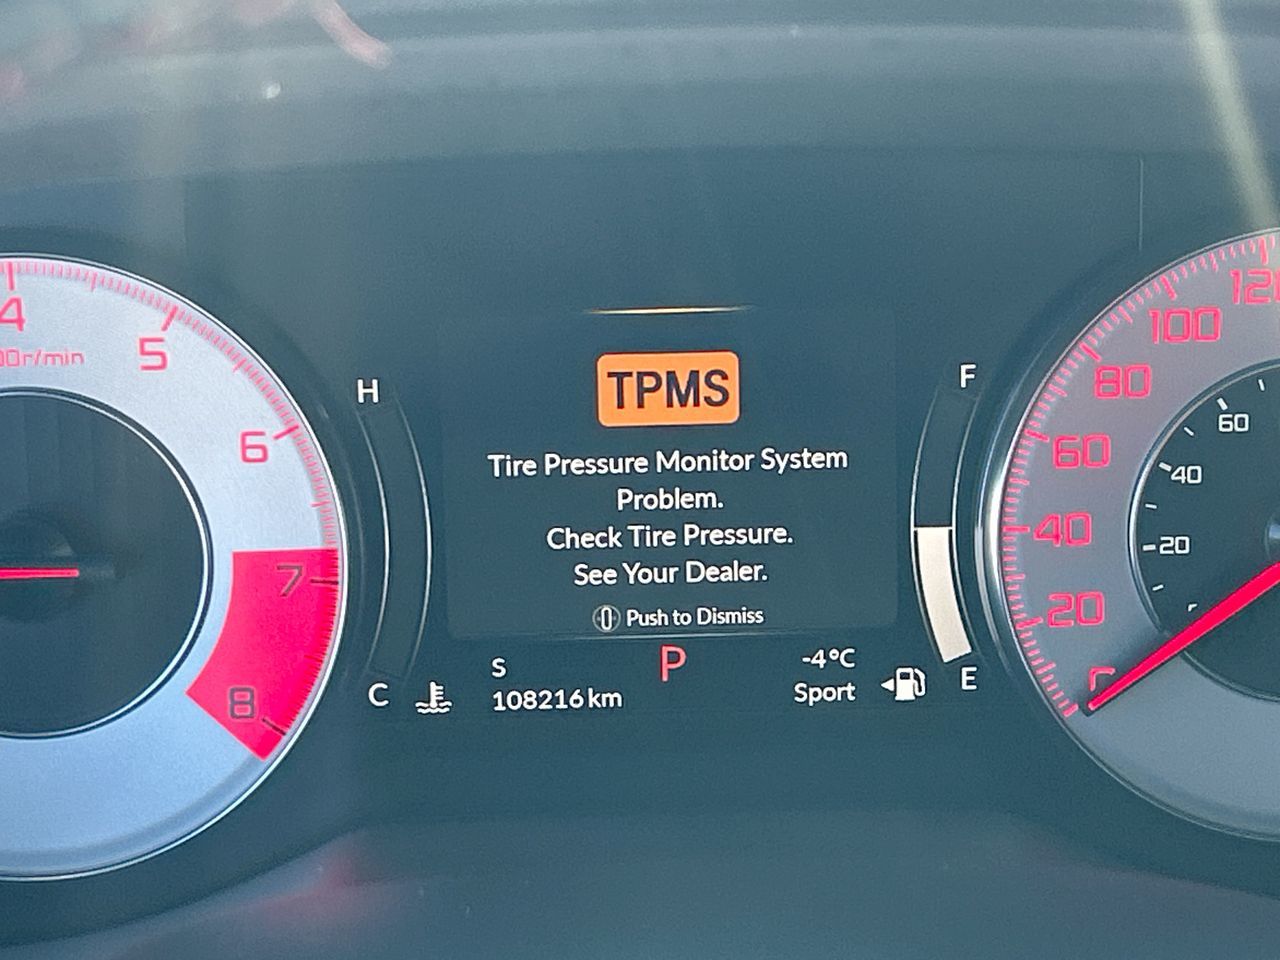 4
5
00r/min
6
7
8
H
C
TPMS
Tire Pressure Monitor System
Problem.
Check Tire Pressure.
See Your Dealer.
Push to Dismiss
S
108216 km
P
-4°C
Sport
F
E
120
100
80
60
40
20
60
40
20